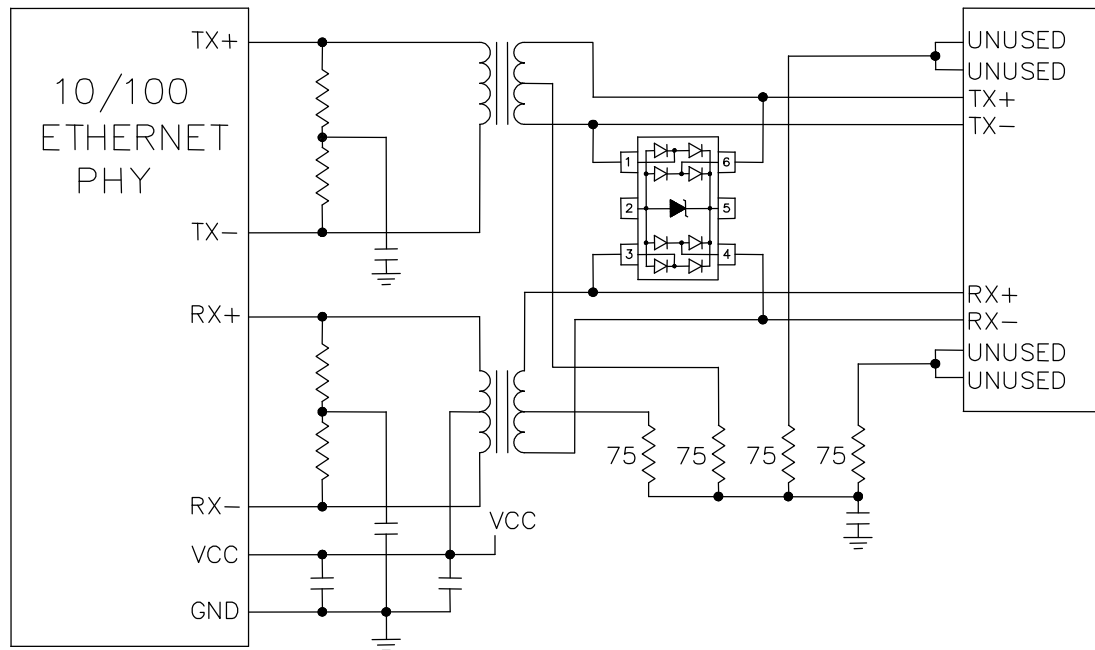 TX+
10/100
ETHERNET
PHY
TX-
RX+
RX-
VCC
GND
VCC
1
6
2
5
3
4
75
75
75
75
UNUSED
UNUSED
TX+
TX-
RX+
RX-
UNUSED
UNUSED